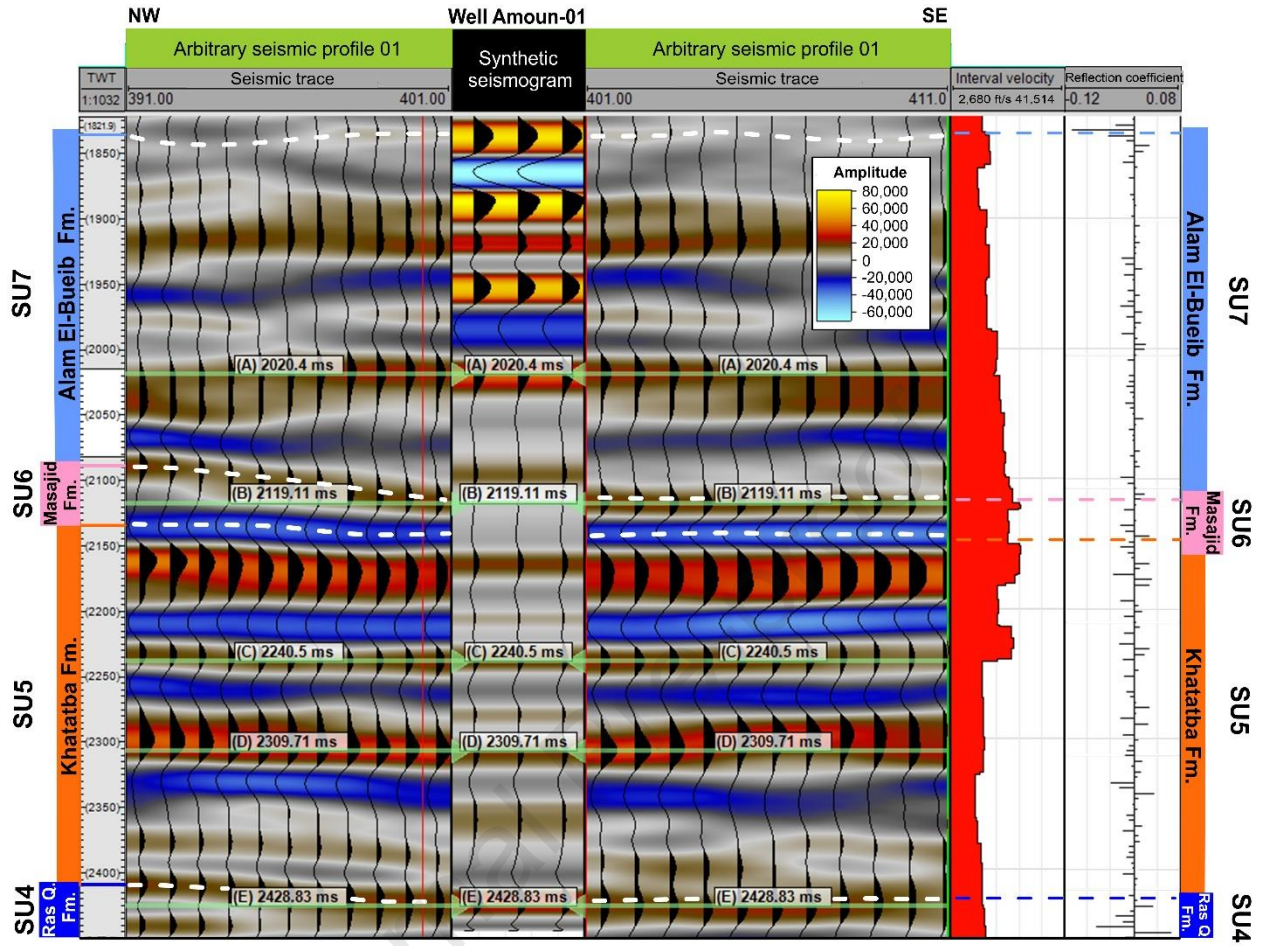 NW
Well Amoun-01
SE
Arbitrary seismic profile 01
Synthetic
seismogram
Arbitrary seismic profile 01
TWT
Seismic trace
Seismic trace
Interval velocity
Reflection coefficient
1:1032
391.00
401.00
401.00
411.0
2,680 ft/s 41,514
-0.12
0.08
(1821.9)
(1850)
(1900)
(1950)
(2000)
(2050)
(2100)
(2150)
(2200)
(2250)
(2300)
(2350)
(2400)
SU7
Alam El-Bueib Fm.
SU6
Masajid
Fm.
SU5
Khatatba Fm.
SU4
Ras Q.
Fm.
Amplitude
80,000
60,000
40,000
20,000
0
-20,000
-40,000
-60,000
(A) 2020.4 ms
(A) 2020.4 ms
(A) 2020.4 ms
(B) 2119.11 ms
(B) 2119.11 ms
(B) 2119.11 ms
(C) 2240.5 ms
(C) 2240.5 ms
(C) 2240.5 ms
(D) 2309.71 ms
(D) 2309.71 ms
(D) 2309.71 ms
(E) 2428.83 ms
(E) 2428.83 ms
(E) 2428.83 ms
Alam El-Bueib Fm.
SU7
Masajid
Fm.
SU6
Khatatba Fm.
SU5
Ras Q
Fm.
SU4